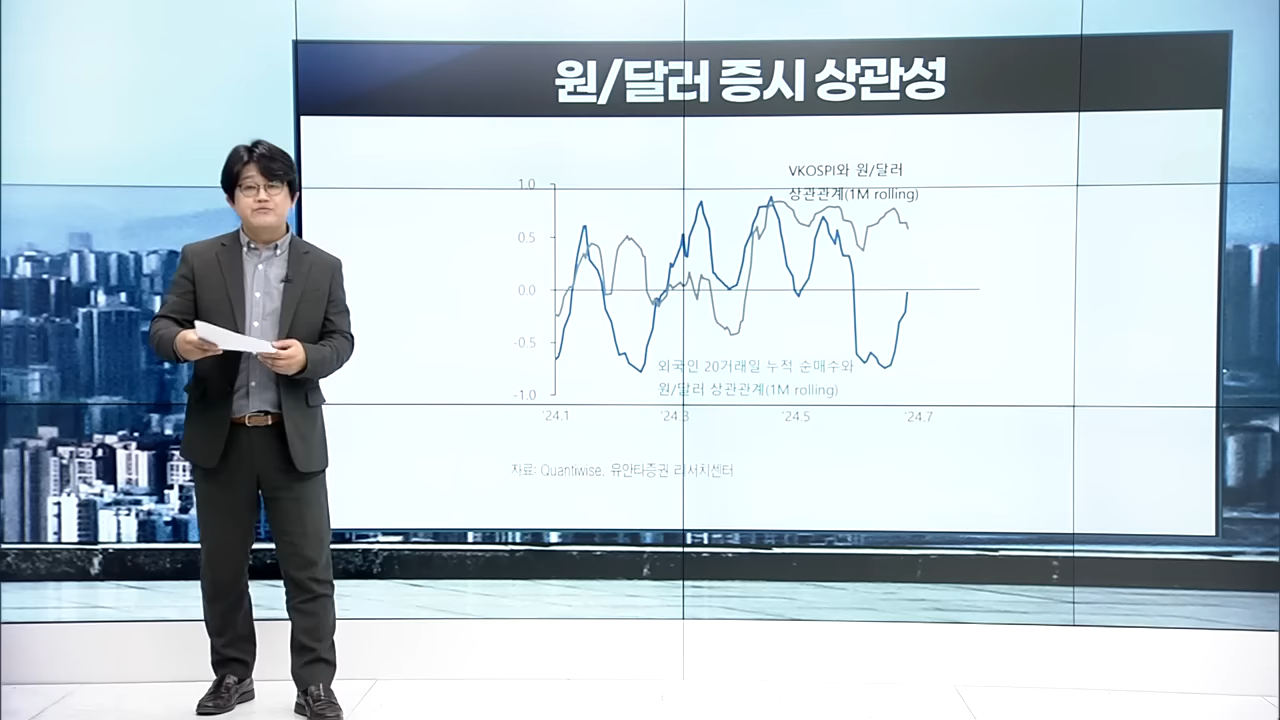 원/달러 증시 상관성
VKOSPI와 원/달러
상관관계(1M rolling)
1.0
0.5
0.0
-0.5
-1.0
외국인 20거래일 누적 순매수와
원/달러 상관관계(1M rolling)
'24.1 '24.3 '24.5 '24.7
자료: Quantiwise, 유안타증권 리서치센터